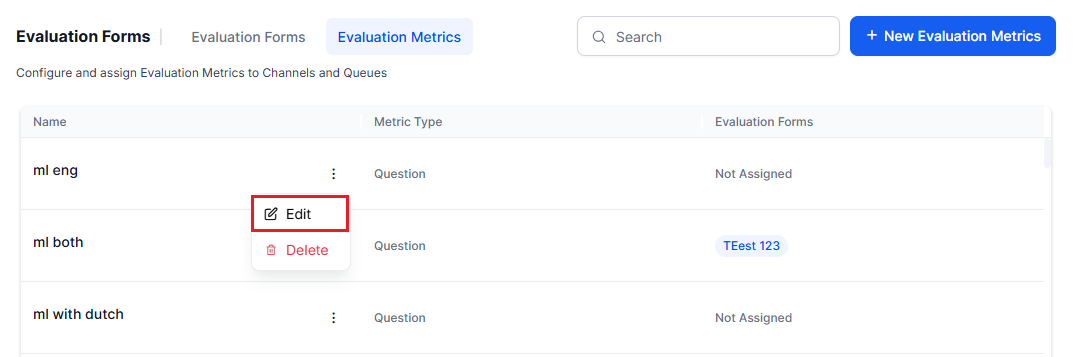 Evaluation Forms Evaluation Forms Evaluation Metrics Search + New Evaluation Metrics
Configure and assign Evaluation Metrics to Channels and Queues
Name Metric Type Evaluation Forms
ml eng Question Not Assigned
Edit
ml both Question TEest 123
Delete
ml with dutch Question Not Assigned